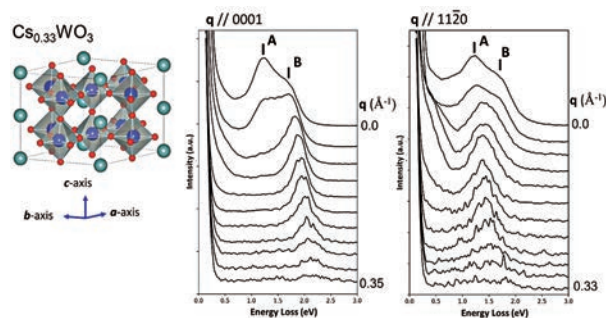 Cs0.33WO3
c-axis
b-axis
a-axis
q // 0001
A
B
q (Å-1)
0.0
0.35
Intensity (a.u.)
0.0 0.5 1.0 1.5 2.0 2.5 3.0
Energy Loss (eV)
q // 112̅0
A
B
q (Å-1)
0.0
0.33
Intensity (a.u.)
0.0 0.5 1.0 1.5 2.0 2.5 3.0
Energy Loss (eV)